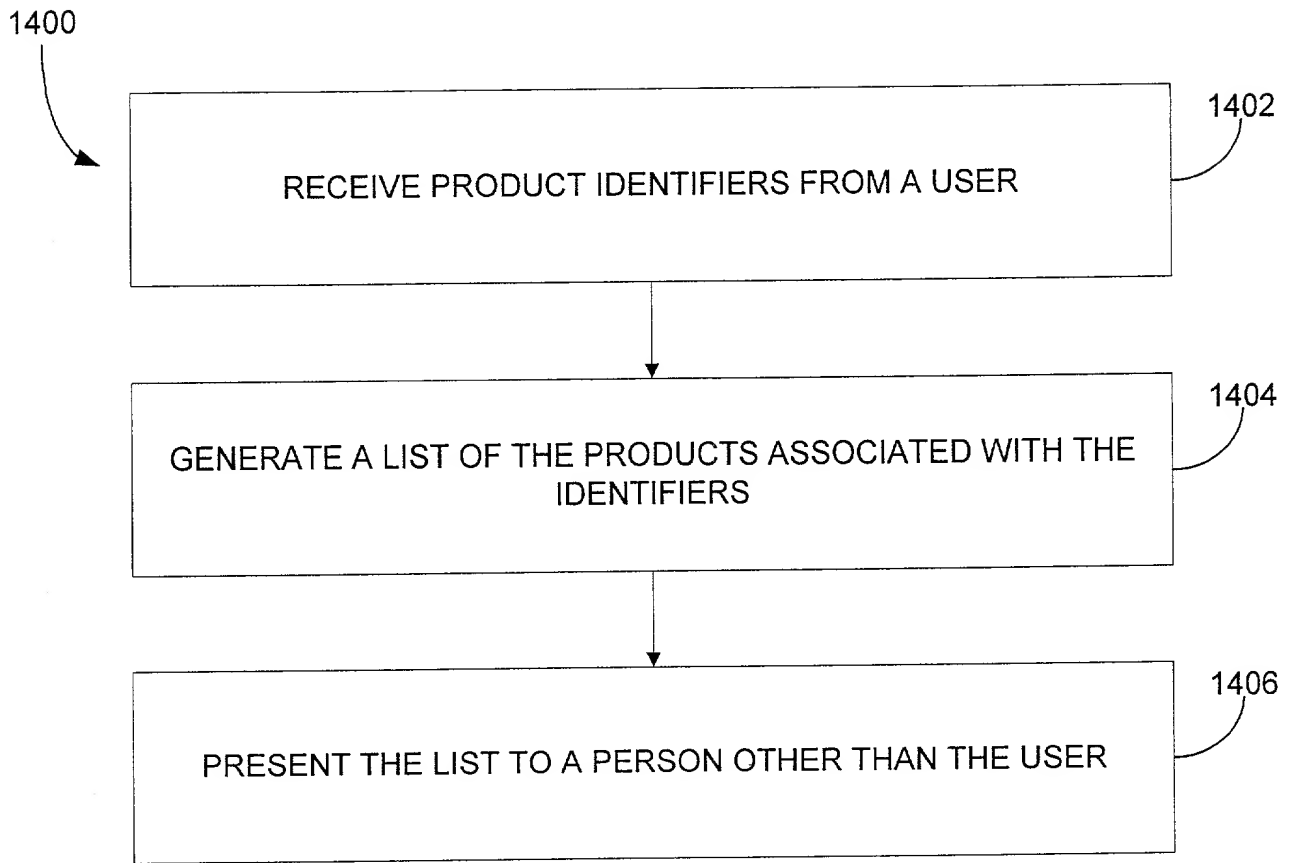 1400
1402
RECEIVE PRODUCT IDENTIFIERS FROM A USER
1404
GENERATE A LIST OF THE PRODUCTS ASSOCIATED WITH THE
IDENTIFIERS
1406
PRESENT THE LIST TO A PERSON OTHER THAN THE USER